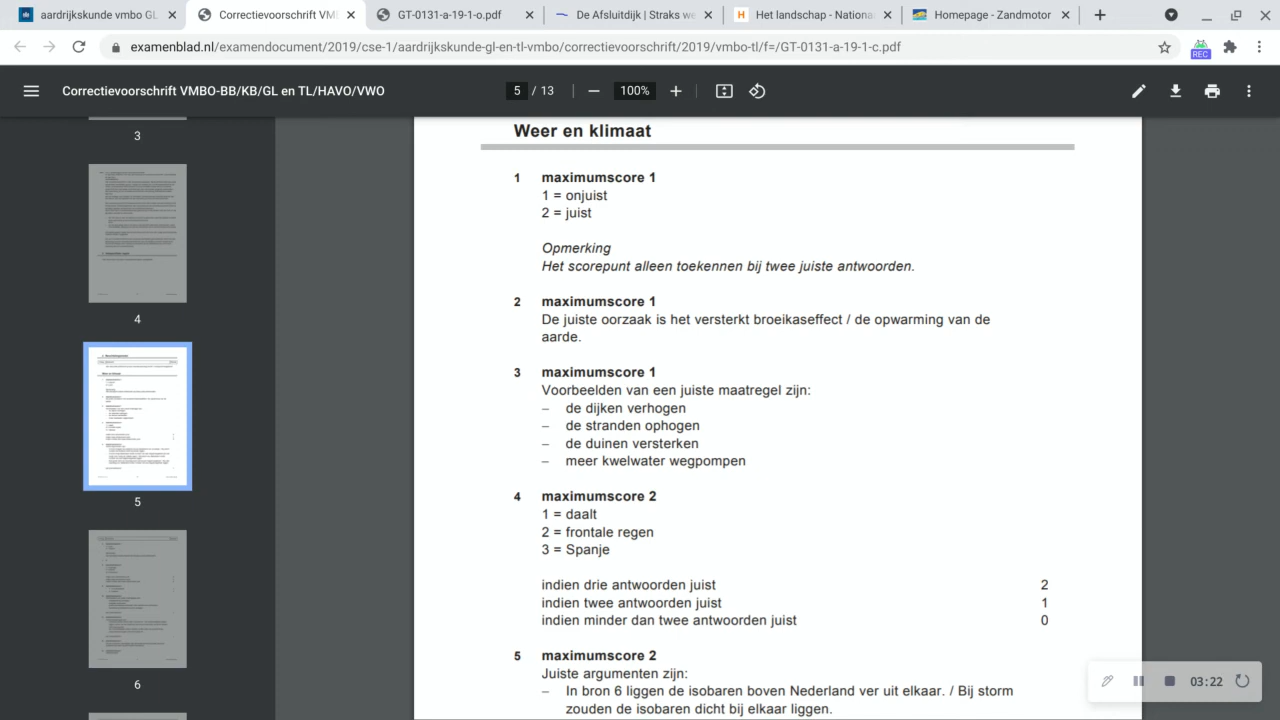 aardrijkskunde vmbo GL
Correctievoorschrift VM
GT-0131-a-19-1-o.pdf
De Afsluitdijk | Straks we
Het landschap - Nationa
Homepage - Zandmotor
examenblad.nl/examendocument/2019/cse-1/aardrijkskunde-gl-en-tl-vmbo/correctievoorschrift/2019/vmbo-tl/f=/GT-0131-a-19-1-c.pdf
REC
Correctievoorschrift VMBO-BB/KB/GL en TL/HAVO/VWO
5 / 13
100%
3
4
5
6
Weer en klimaat
1 maximumscore 1
1 = onjuist
2 = juist
Opmerking
Het scorepunt alleen toekennen bij twee juiste antwoorden.
2 maximumscore 1
De juiste oorzaak is het versterkt broeikaseffect / de opwarming van de
aarde.
3 maximumscore 1
Voorbeelden van een juiste maatregel zijn
– de dijken verhogen
– de stranden ophogen
– de duinen versterken
– meer kwelwater wegpompen
4 maximumscore 2
1 = daalt
2 = frontale regen
3 = Spanje
indien drie antwoorden juist 2
indien twee antwoorden juist 1
indien minder dan twee antwoorden juist 0
5 maximumscore 2
Juiste argumenten zijn:
– In bron 6 liggen de isobaren boven Nederland ver uit elkaar. / Bij storm
zouden de isobaren dicht bij elkaar liggen.
03:22